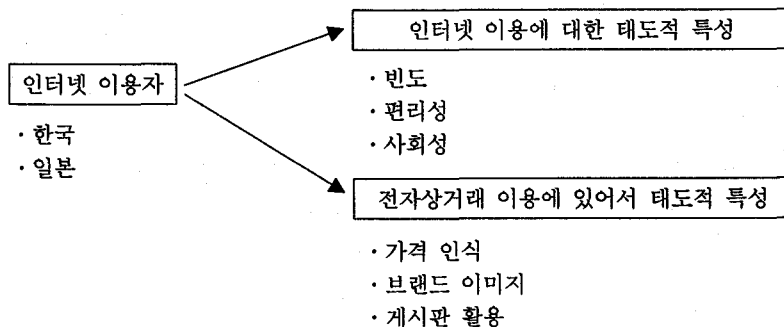 인터넷 이용자
· 한국
· 일본
인터넷 이용에 대한 태도적 특성
· 빈도
· 편리성
· 사회성
전자상거래 이용에 있어서 태도적 특성
· 가격 인식
· 브랜드 이미지
· 게시판 활용